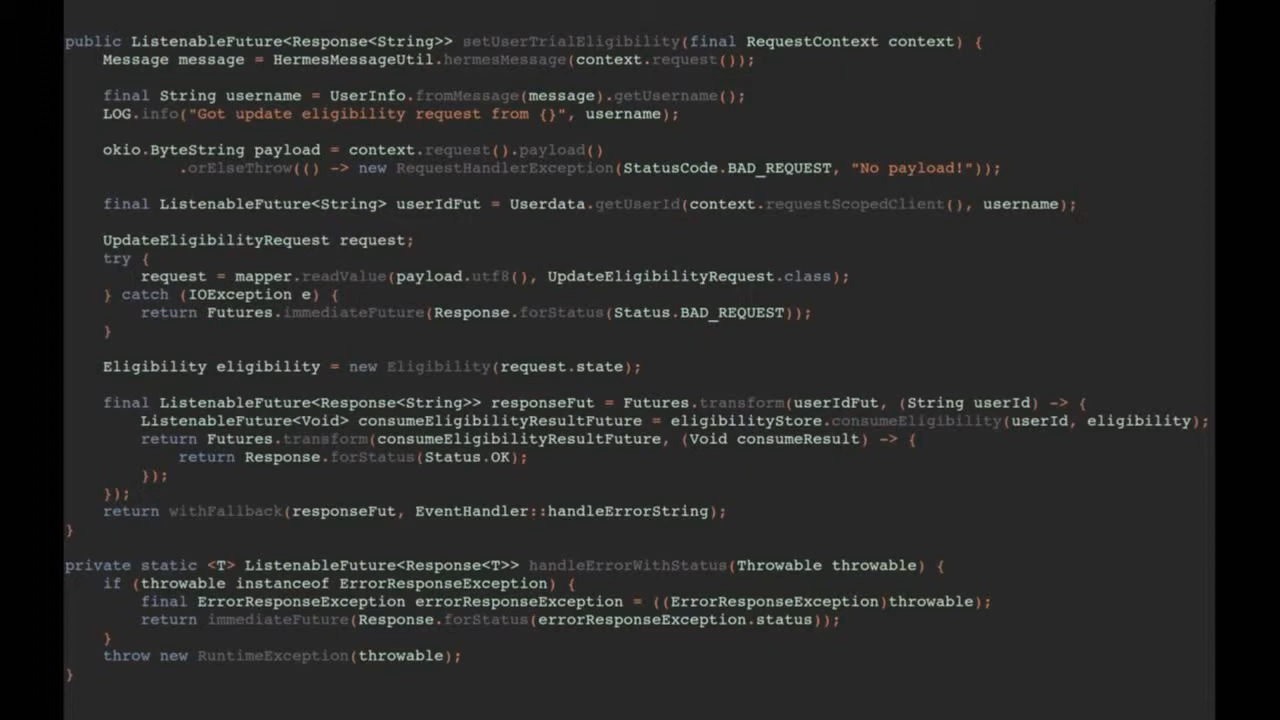 public ListenableFuture<Response<String>> setUserTrialEligibility(final RequestContext context) {
Message message = HermesMessageUtil.hermesMessage(context.request());
final String username = UserInfo.fromMessage(message).getUsername();
LOG.info("Got update eligibility request from {}", username);
okio.ByteString payload = context.request().payload()
.orElseThrow(() -> new RequestHandlerException(StatusCode.BAD_REQUEST, "No payload!"));
final ListenableFuture<String> userIdFut = Userdata.getUserId(context.requestScopedClient(), username);
UpdateEligibilityRequest request;
try {
request = mapper.readValue(payload.utf8(), UpdateEligibilityRequest.class);
} catch (IOException e) {
return Futures.immediateFuture(Response.forStatus(Status.BAD_REQUEST));
}
Eligibility eligibility = new Eligibility(request.state);
final ListenableFuture<Response<String>> responseFut = Futures.transform(userIdFut, (String userId) -> {
ListenableFuture<Void> consumeEligibilityResultFuture = eligibilityStore.consumeEligibility(userId, eligibility);
return Futures.transform(consumeEligibilityResultFuture, (Void consumeResult) -> {
return Response.forStatus(Status.OK);
});
});
return withFallback(responseFut, EventHandler::handleErrorString);
}
private static <T> ListenableFuture<Response<T>> handleErrorWithStatus(Throwable throwable) {
if (throwable instanceof ErrorResponseException) {
final ErrorResponseException errorResponseException = ((ErrorResponseException)throwable);
return immediateFuture(Response.forStatus(errorResponseException.status));
}
throw new RuntimeException(throwable);
}